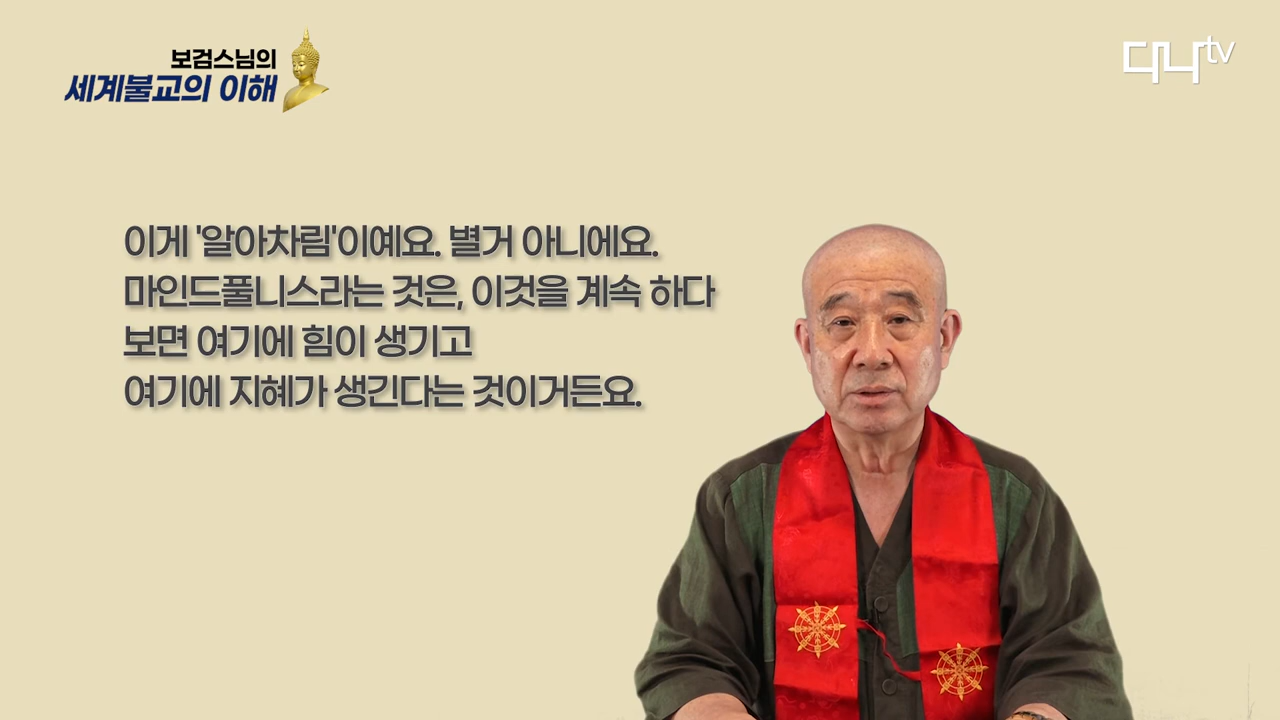 보검스님의
세계불교의 이해
다나tv
이게 '알아차림'이예요. 별거 아니에요.
마인드풀니스라는 것은, 이것을 계속 하다
보면 여기에 힘이 생기고
여기에 지혜가 생긴다는 것이거든요.